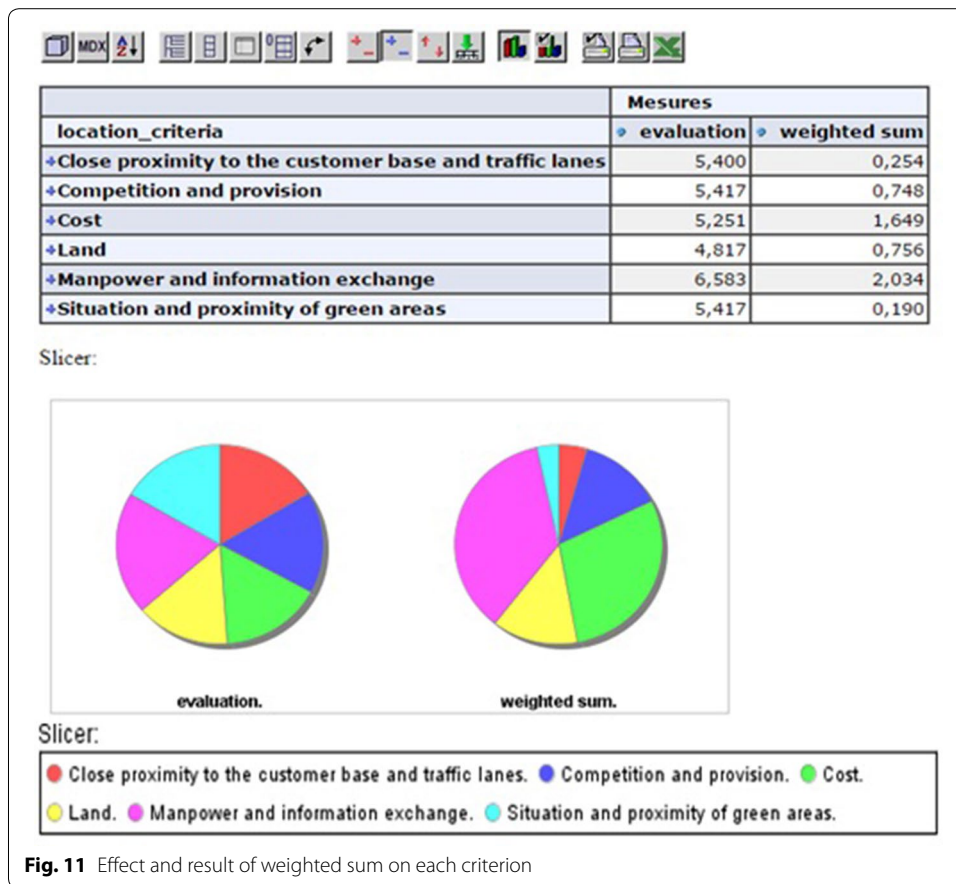 MDX
Mesures
location_criteria evaluation weighted sum
Close proximity to the customer base and traffic lanes 5,400 0,254
Competition and provision 5,417 0,748
Cost 5,251 1,649
Land 4,817 0,756
Manpower and information exchange 6,583 2,034
Situation and proximity of green areas 5,417 0,190
Slicer:
evaluation. weighted sum.
Slicer:
Close proximity to the customer base and traffic lanes. Competition and provision. Cost.
Land. Manpower and information exchange. Situation and proximity of green areas.
Fig. 11 Effect and result of weighted sum on each criterion